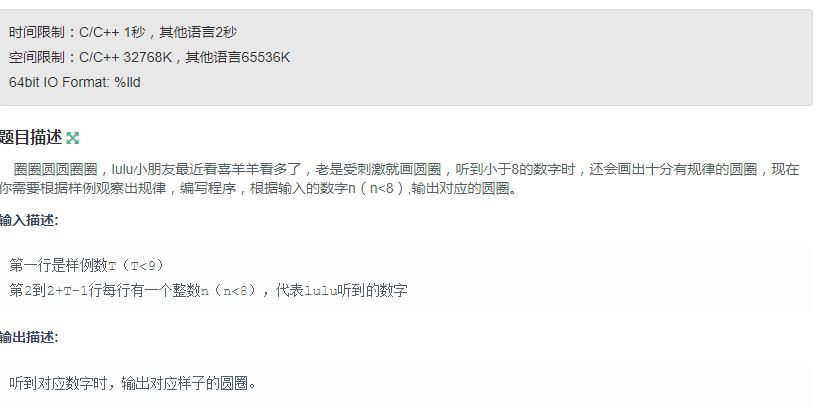 时间限制：C/C++ 1秒，其他语言2秒
空间限制：C/C++ 32768K，其他语言65536K
64bit IO Format: %lld
题目描述
圈圈圆圆圈圈，lulu小朋友最近看喜羊羊看多了，老是受刺激就画圆圈，听到小于8的数字时，还会画出十分有规律的圆圈，现在
你需要根据样例观察出规律，编写程序，根据输入的数字n（n<8）,输出对应的圆圈。
输入描述:
第一行是样例数T（T<9）
第2到2+T-1行每行有一个整数n（n<8），代表lulu听到的数字
输出描述:
听到对应数字时，输出对应样子的圆圈。